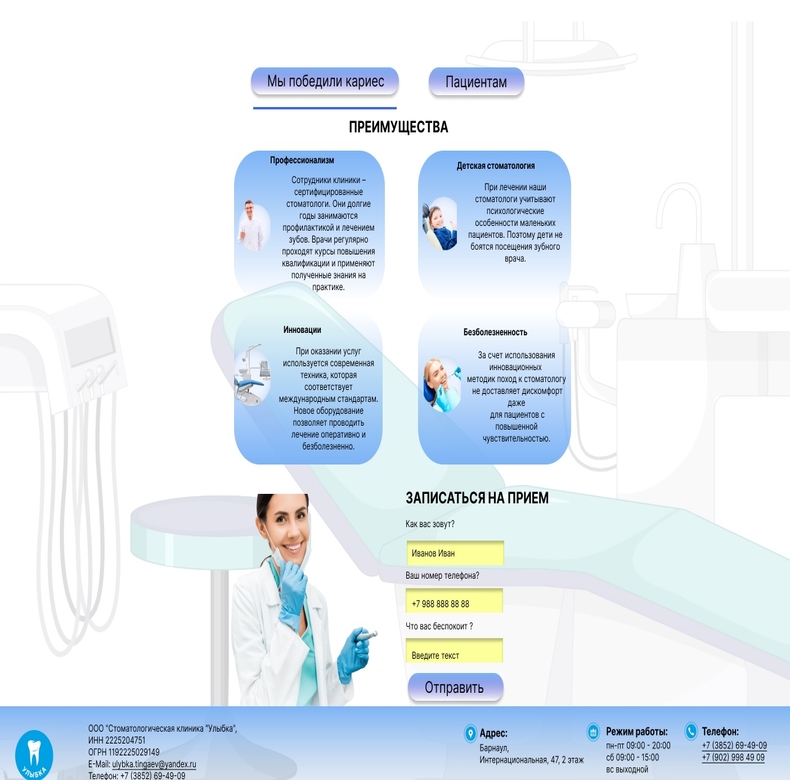 Мы победили кариес
Пациентам
ПРЕИМУЩЕСТВА
Профессионализм
Сотрудники клиники –
сертифицированные
стоматологи. Они долгие
годы занимаются
профилактикой и лечением
зубов. Врачи регулярно
проходят курсы повышения
квалификации и применяют
полученные знания на
практике.
Детская стоматология
При лечении наши
стоматологи учитывают
психологические
особенности маленьких
пациентов. Поэтому дети не
боятся посещения зубного
врача.
Инновации
При оказании услуг
используется современная
техника, которая
соответствует
международным стандартам.
Новое оборудование
позволяет проводить
лечение оперативно и
безболезненно.
Безболезненность
За счет использования
инновационных
методик поход к стоматологу
не доставляет дискомфорт
даже
для пациентов с
повышенной
чувствительностью.
ЗАПИСАТЬСЯ НА ПРИЕМ
Как вас зовут?
Иванов Иван
Ваш номер телефона?
+7 988 888 88 88
Что вас беспокоит ?
Введите текст
Отправить
УЛЫБКА
ООО "Стоматологическая клиника "Улыбка",
ИНН 2225204751
ОГРН 1192225029149
E-Mail: ulybka.tingaev@yandex.ru
Телефон: +7 (3852) 69-49-09
Адрес:
Барнаул,
Интернациональная, 47, 2 этаж
Режим работы:
пн-пт 09:00 - 20:00
сб 09:00 - 15:00
вс выходной
Телефон:
+7 (3852) 69-49-09
+7 (902) 998 49 09